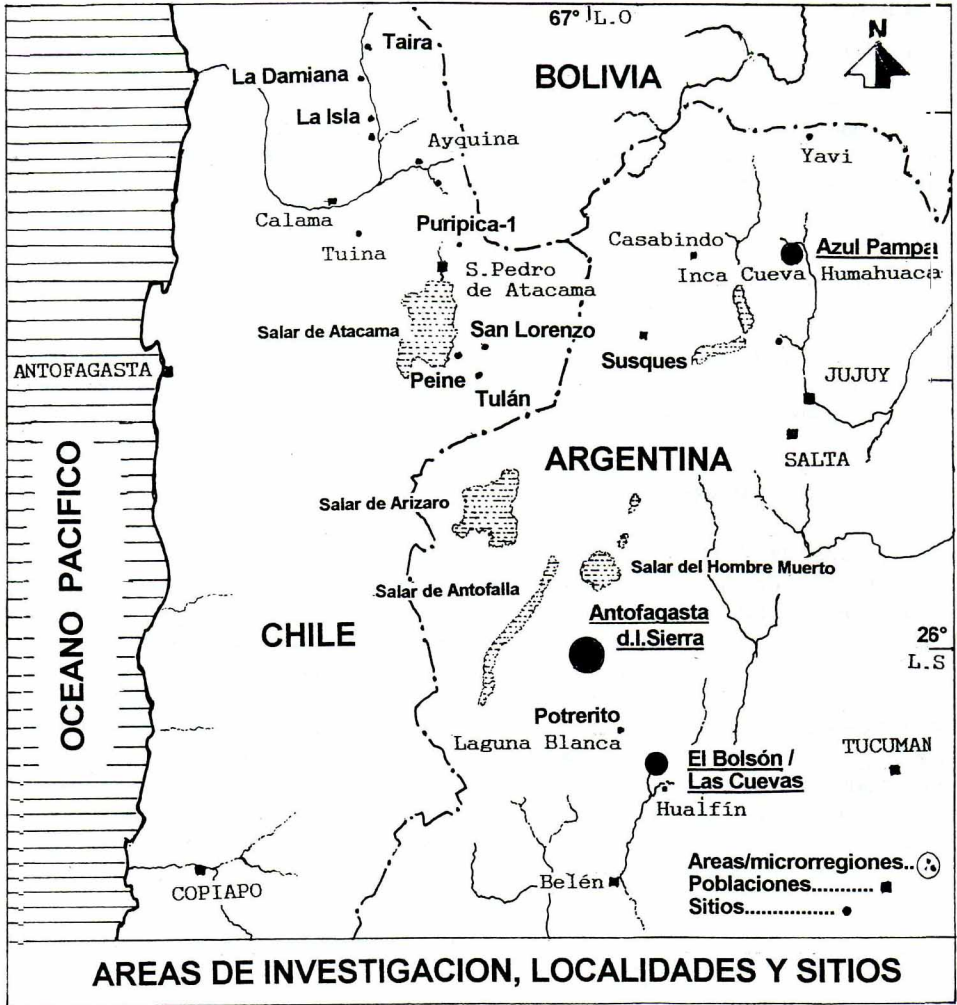 67° L.O
N
Taira
BOLIVIA
La Damiana
La Isla
Ayquina
Yavi
Calama
Puripica-1
Casabindo
Azul Pampa
Tuina
Inca Cueva Humahuaca
S.Pedro
de Atacama
Salar de Atacama
San Lorenzo
ANTOFAGASTA
Peine
Susques
JUJUY
Tulán
ARGENTINA
SALTA
OCEANO PACIFICO
Salar de Arizaro
Salar del Hombre Muerto
Salar de Antofalla
Antofagasta
d.l.Sierra
CHILE
26°
L.S
Potrerito
Laguna Blanca
TUCUMAN
El Bolsón /
Las Cuevas
Hualfín
Areas/microrregiones..
COPIAPO
Belén
Poblaciones...........
Sitios.................
AREAS DE INVESTIGACION, LOCALIDADES Y SITIOS